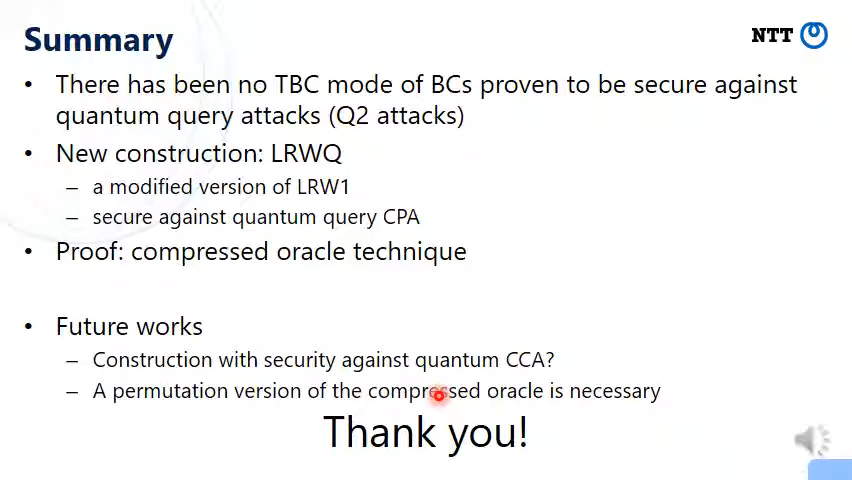 Summary
NTT
• There has been no TBC mode of BCs proven to be secure against
quantum query attacks (Q2 attacks)
• New construction: LRWQ
– a modified version of LRW1
– secure against quantum query CPA
• Proof: compressed oracle technique
• Future works
– Construction with security against quantum CCA?
– A permutation version of the compressed oracle is necessary
Thank you!